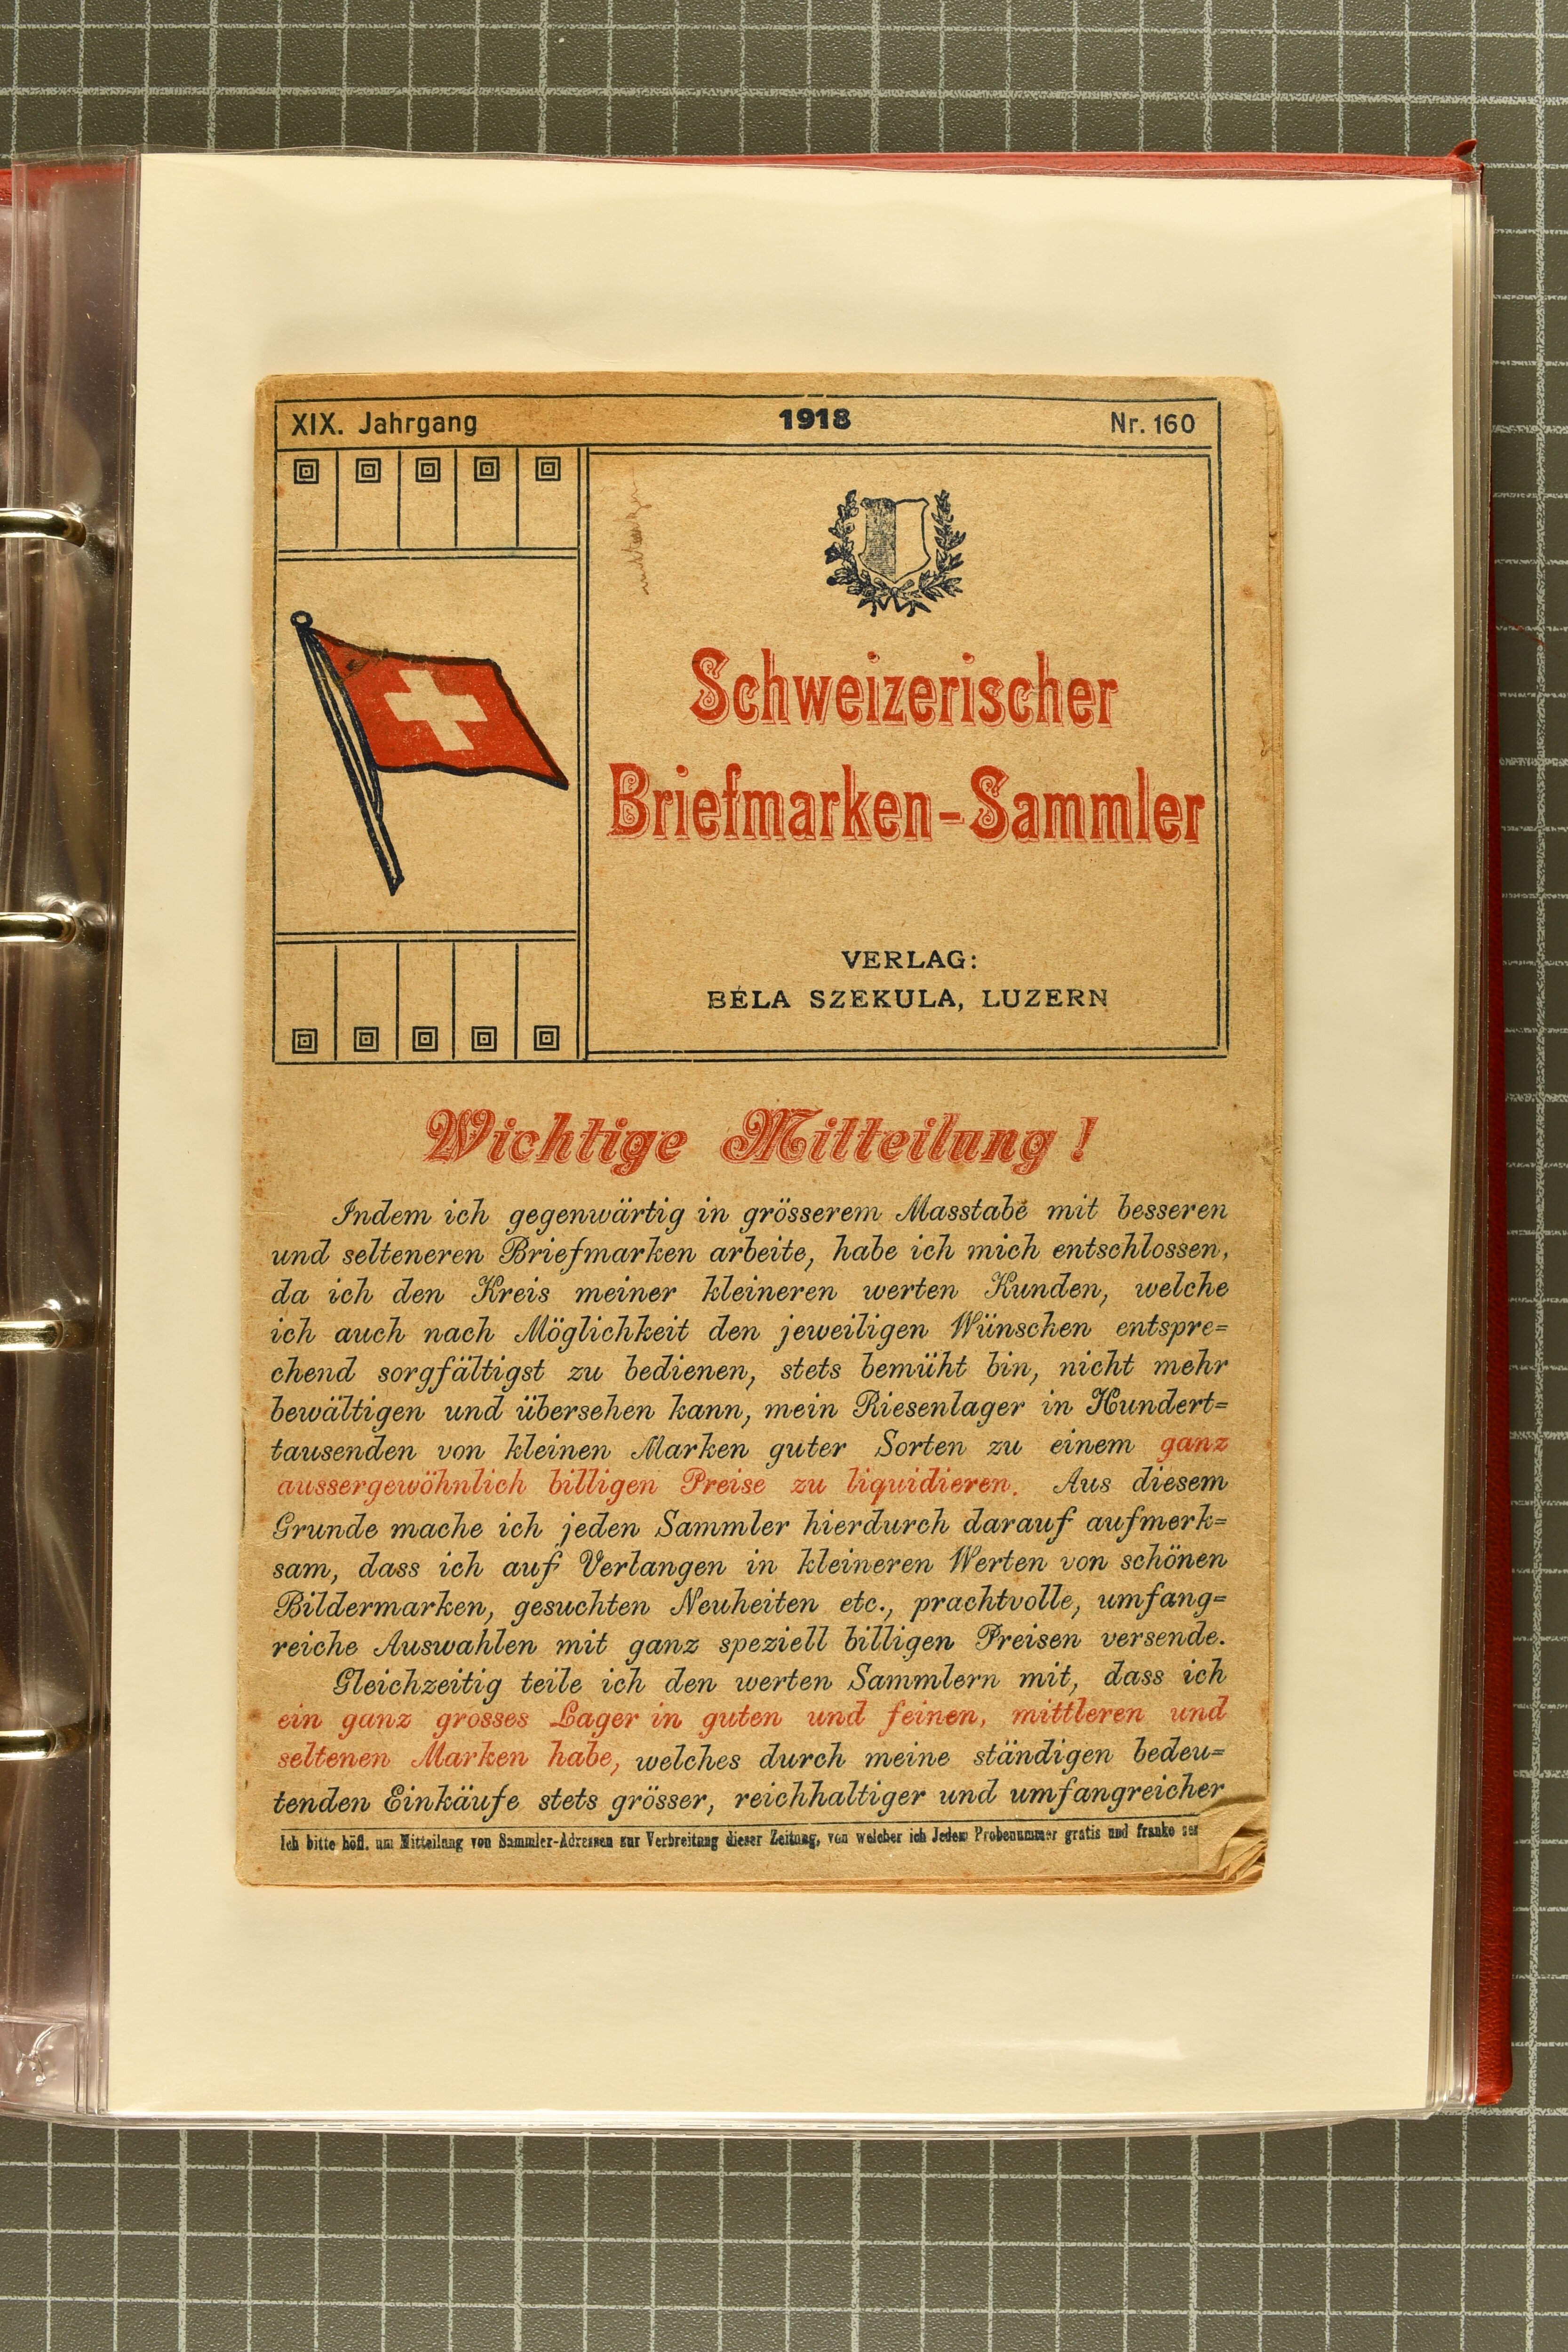 XIX. Jahrgang 1918 Nr. 160
Schweizerischer
Briefmarken-Sammler
VERLAG:
BÉLA SZEKULA, LUZERN
Wichtige Mitteilung!
Indem ich gegenwärtig in grösserem Masstabe mit besseren
und selteneren Briefmarken arbeite, habe ich mich entschlossen,
da ich den Kreis meiner kleineren werten Kunden, welche
ich auch nach Möglichkeit den jeweiligen Wünschen entspre=
chend sorgfältigst zu bedienen, stets bemüht bin, nicht mehr
bewältigen und übersehen kann, mein Riesenlager in Hundert=
tausenden von kleinen Marken guter Sorten zu einem ganz
aussergewöhnlich billigen Preise zu liquidieren. Aus diesem
Grunde mache ich jeden Sammler hierdurch darauf aufmerk=
sam, dass ich auf Verlangen in kleineren Werten von schönen
Bildermarken, gesuchten Neuheiten etc., prachtvolle, umfang=
reiche Auswahlen mit ganz speziell billigen Preisen versende.
Gleichzeitig teile ich den werten Sammlern mit, dass ich
ein ganz grosses Lager in guten und feinen, mittleren und
seltenen Marken habe, welches durch meine ständigen bedeu=
tenden Einkäufe stets grösser, reichhaltiger und umfangreicher
Ich bitte höfl. um Mitteilung von Sammler-Adressen zur Verbreitung dieser Zeitung, von welcher ich Jedem Probenummer gratis und franko